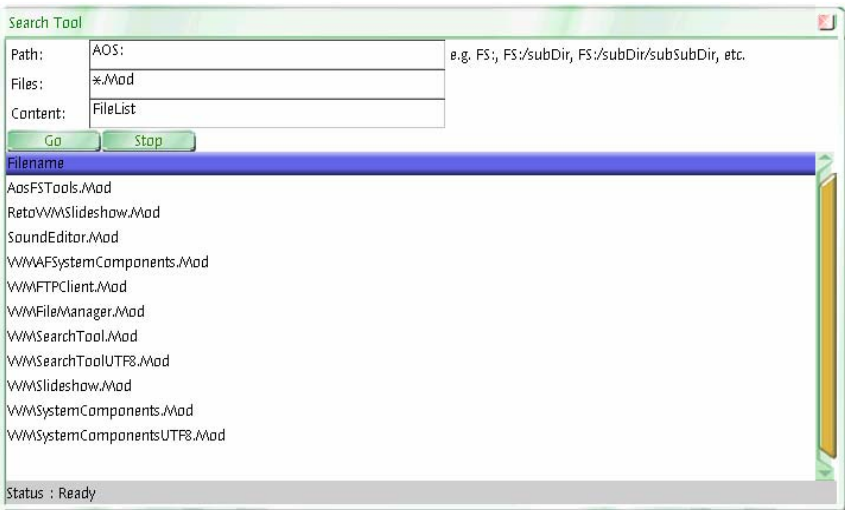 Search Tool
Path: AOS: e.g. FS:, FS:/subDir, FS:/subDir/subSubDir, etc.
Files: *.Mod
Content: FileList
Go Stop
Filename
AosFSTools.Mod
RetoWMSlideshow.Mod
SoundEditor.Mod
WMAFSystemComponents.Mod
WMFTPClient.Mod
WMFileManager.Mod
WMSearchTool.Mod
WMSearchToolUTF8.Mod
WMSlideshow.Mod
WMSystemComponents.Mod
WMSystemComponentsUTF8.Mod
Status : Ready